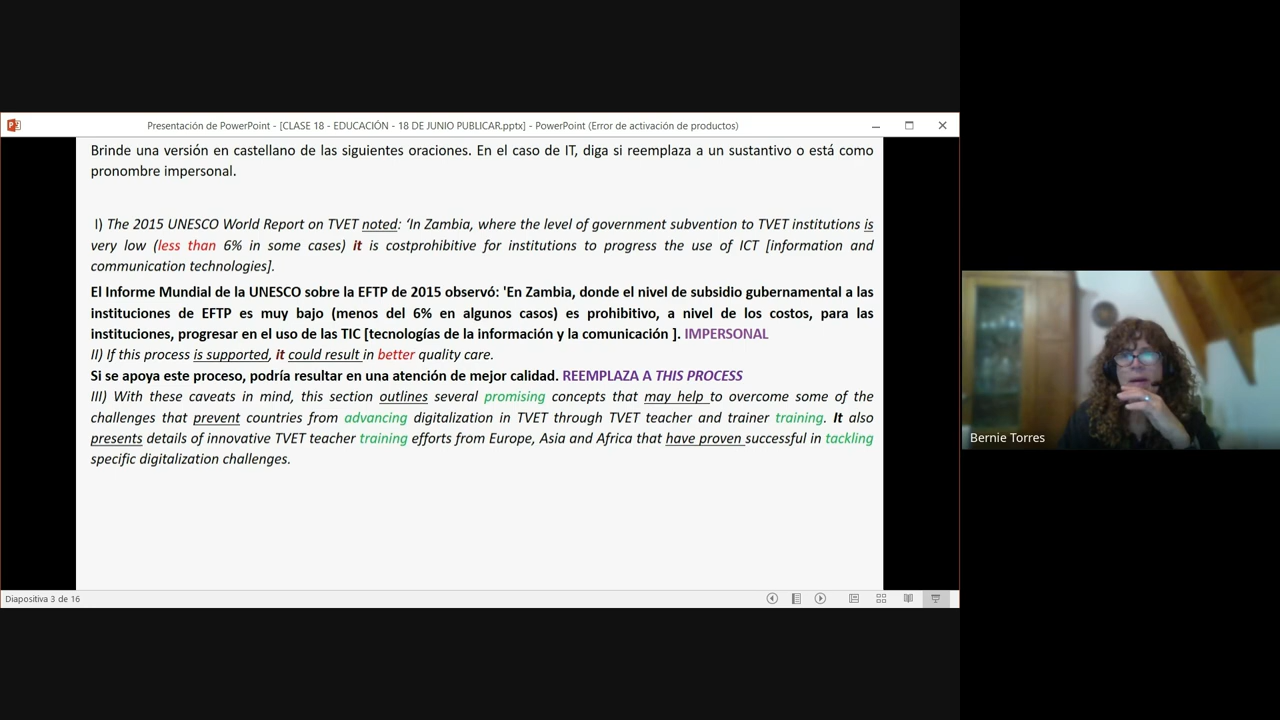 Presentación de PowerPoint - [CLASE 18 - EDUCACIÓN - 18 DE JUNIO PUBLICAR.pptx] - PowerPoint (Error de activación de productos)
Brinde una versión en castellano de las siguientes oraciones. En el caso de IT, diga si reemplaza a un sustantivo o está como
pronombre impersonal.
I) The 2015 UNESCO World Report on TVET noted: ‘In Zambia, where the level of government subvention to TVET institutions is
very low (less than 6% in some cases) it is costprohibitive for institutions to progress the use of ICT [information and
communication technologies].
El Informe Mundial de la UNESCO sobre la EFTP de 2015 observó: 'En Zambia, donde el nivel de subsidio gubernamental a las
instituciones de EFTP es muy bajo (menos del 6% en algunos casos) es prohibitivo, a nivel de los costos, para las
instituciones, progresar en el uso de las TIC [tecnologías de la información y la comunicación ]. IMPERSONAL
II) If this process is supported, it could result in better quality care.
Si se apoya este proceso, podría resultar en una atención de mejor calidad. REEMPLAZA A THIS PROCESS
III) With these caveats in mind, this section outlines several promising concepts that may help to overcome some of the
challenges that prevent countries from advancing digitalization in TVET through TVET teacher and trainer training. It also
presents details of innovative TVET teacher training efforts from Europe, Asia and Africa that have proven successful in tackling
specific digitalization challenges.
Bernie Torres
Diapositiva 3 de 16